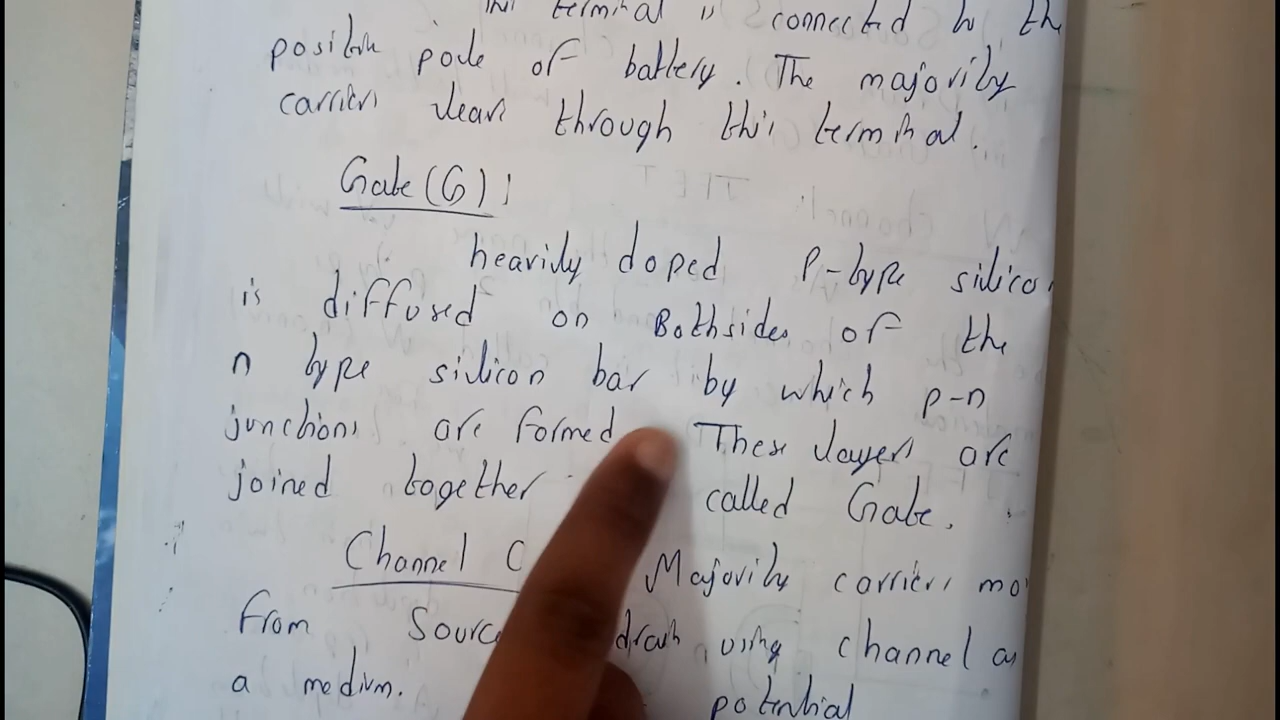 this terminal is connected to the
positive pole of battery. The majority
carriers leave through this terminal.
Gate(G):
heavily doped P-type silicon
is diffused on Bothsides of the
n type silicon bar by which p-n
junctions are formed. These layers are
joined together called Gate.
Channel C Majority carriers mo
From Source drain using channel as
a medium. potential